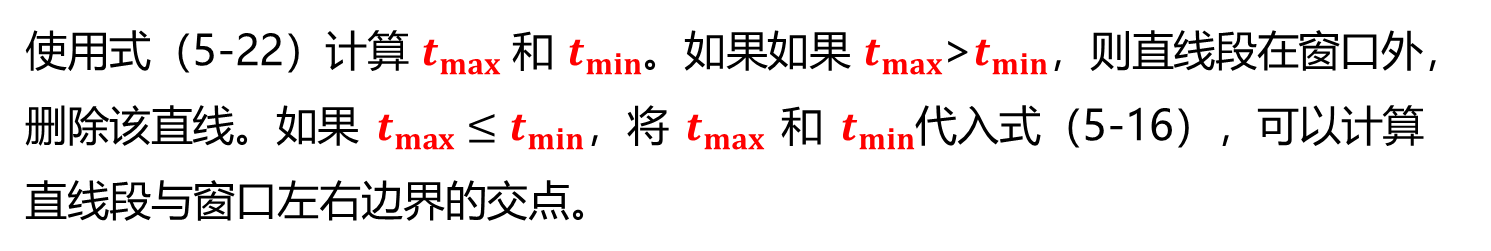 使用式（5-22）计算 tmax 和 tmin。如果如果 tmax>tmin，则直线段在窗口外，
删除该直线。如果 tmax ≤ tmin，将 tmax 和 tmin代入式（5-16），可以计算
直线段与窗口左右边界的交点。